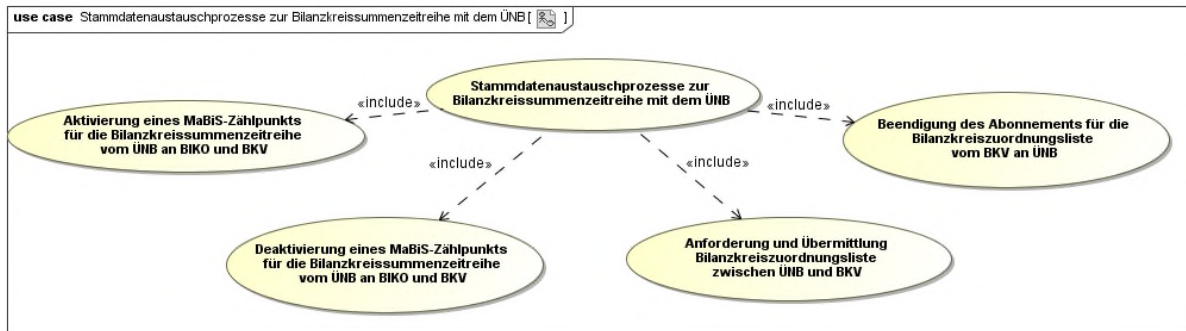 use case Stammdatenaustauschprozesse zur Bilanzkreissummenzeitreihe mit dem ÜNB [ ]
Stammdatenaustauschprozesse zur
Bilanzkreissummenzeitreihe mit dem ÜNB
«include»
«include»
«include»
«include»
Aktivierung eines MaBiS-Zählpunkts
für die Bilanzkreissummenzeitreihe
vom ÜNB an BIKO und BKV
Beendigung des Abonnements für die
Bilanzkreiszuordnungsliste
vom BKV an ÜNB
Deaktivierung eines MaBiS-Zählpunkts
für die Bilanzkreissummenzeitreihe
vom ÜNB an BIKO und BKV
Anforderung und Übermittlung
Bilanzkreiszuordnungsliste
zwischen ÜNB und BKV